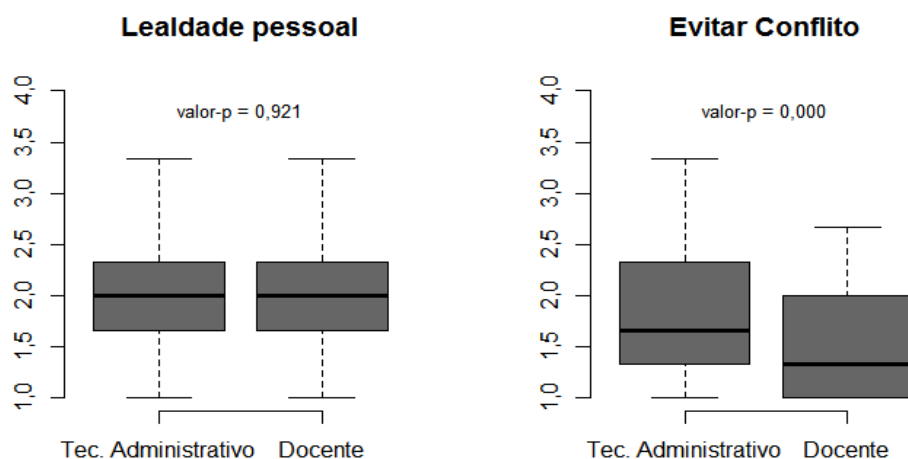 Lealdade pessoal
valor-p = 0,921
4,0
3,5
3,0
2,5
2,0
1,5
1,0
Tec. Administrativo
Docente
Evitar Conflito
valor-p = 0,000
4,0
3,5
3,0
2,5
2,0
1,5
1,0
Tec. Administrativo
Docente